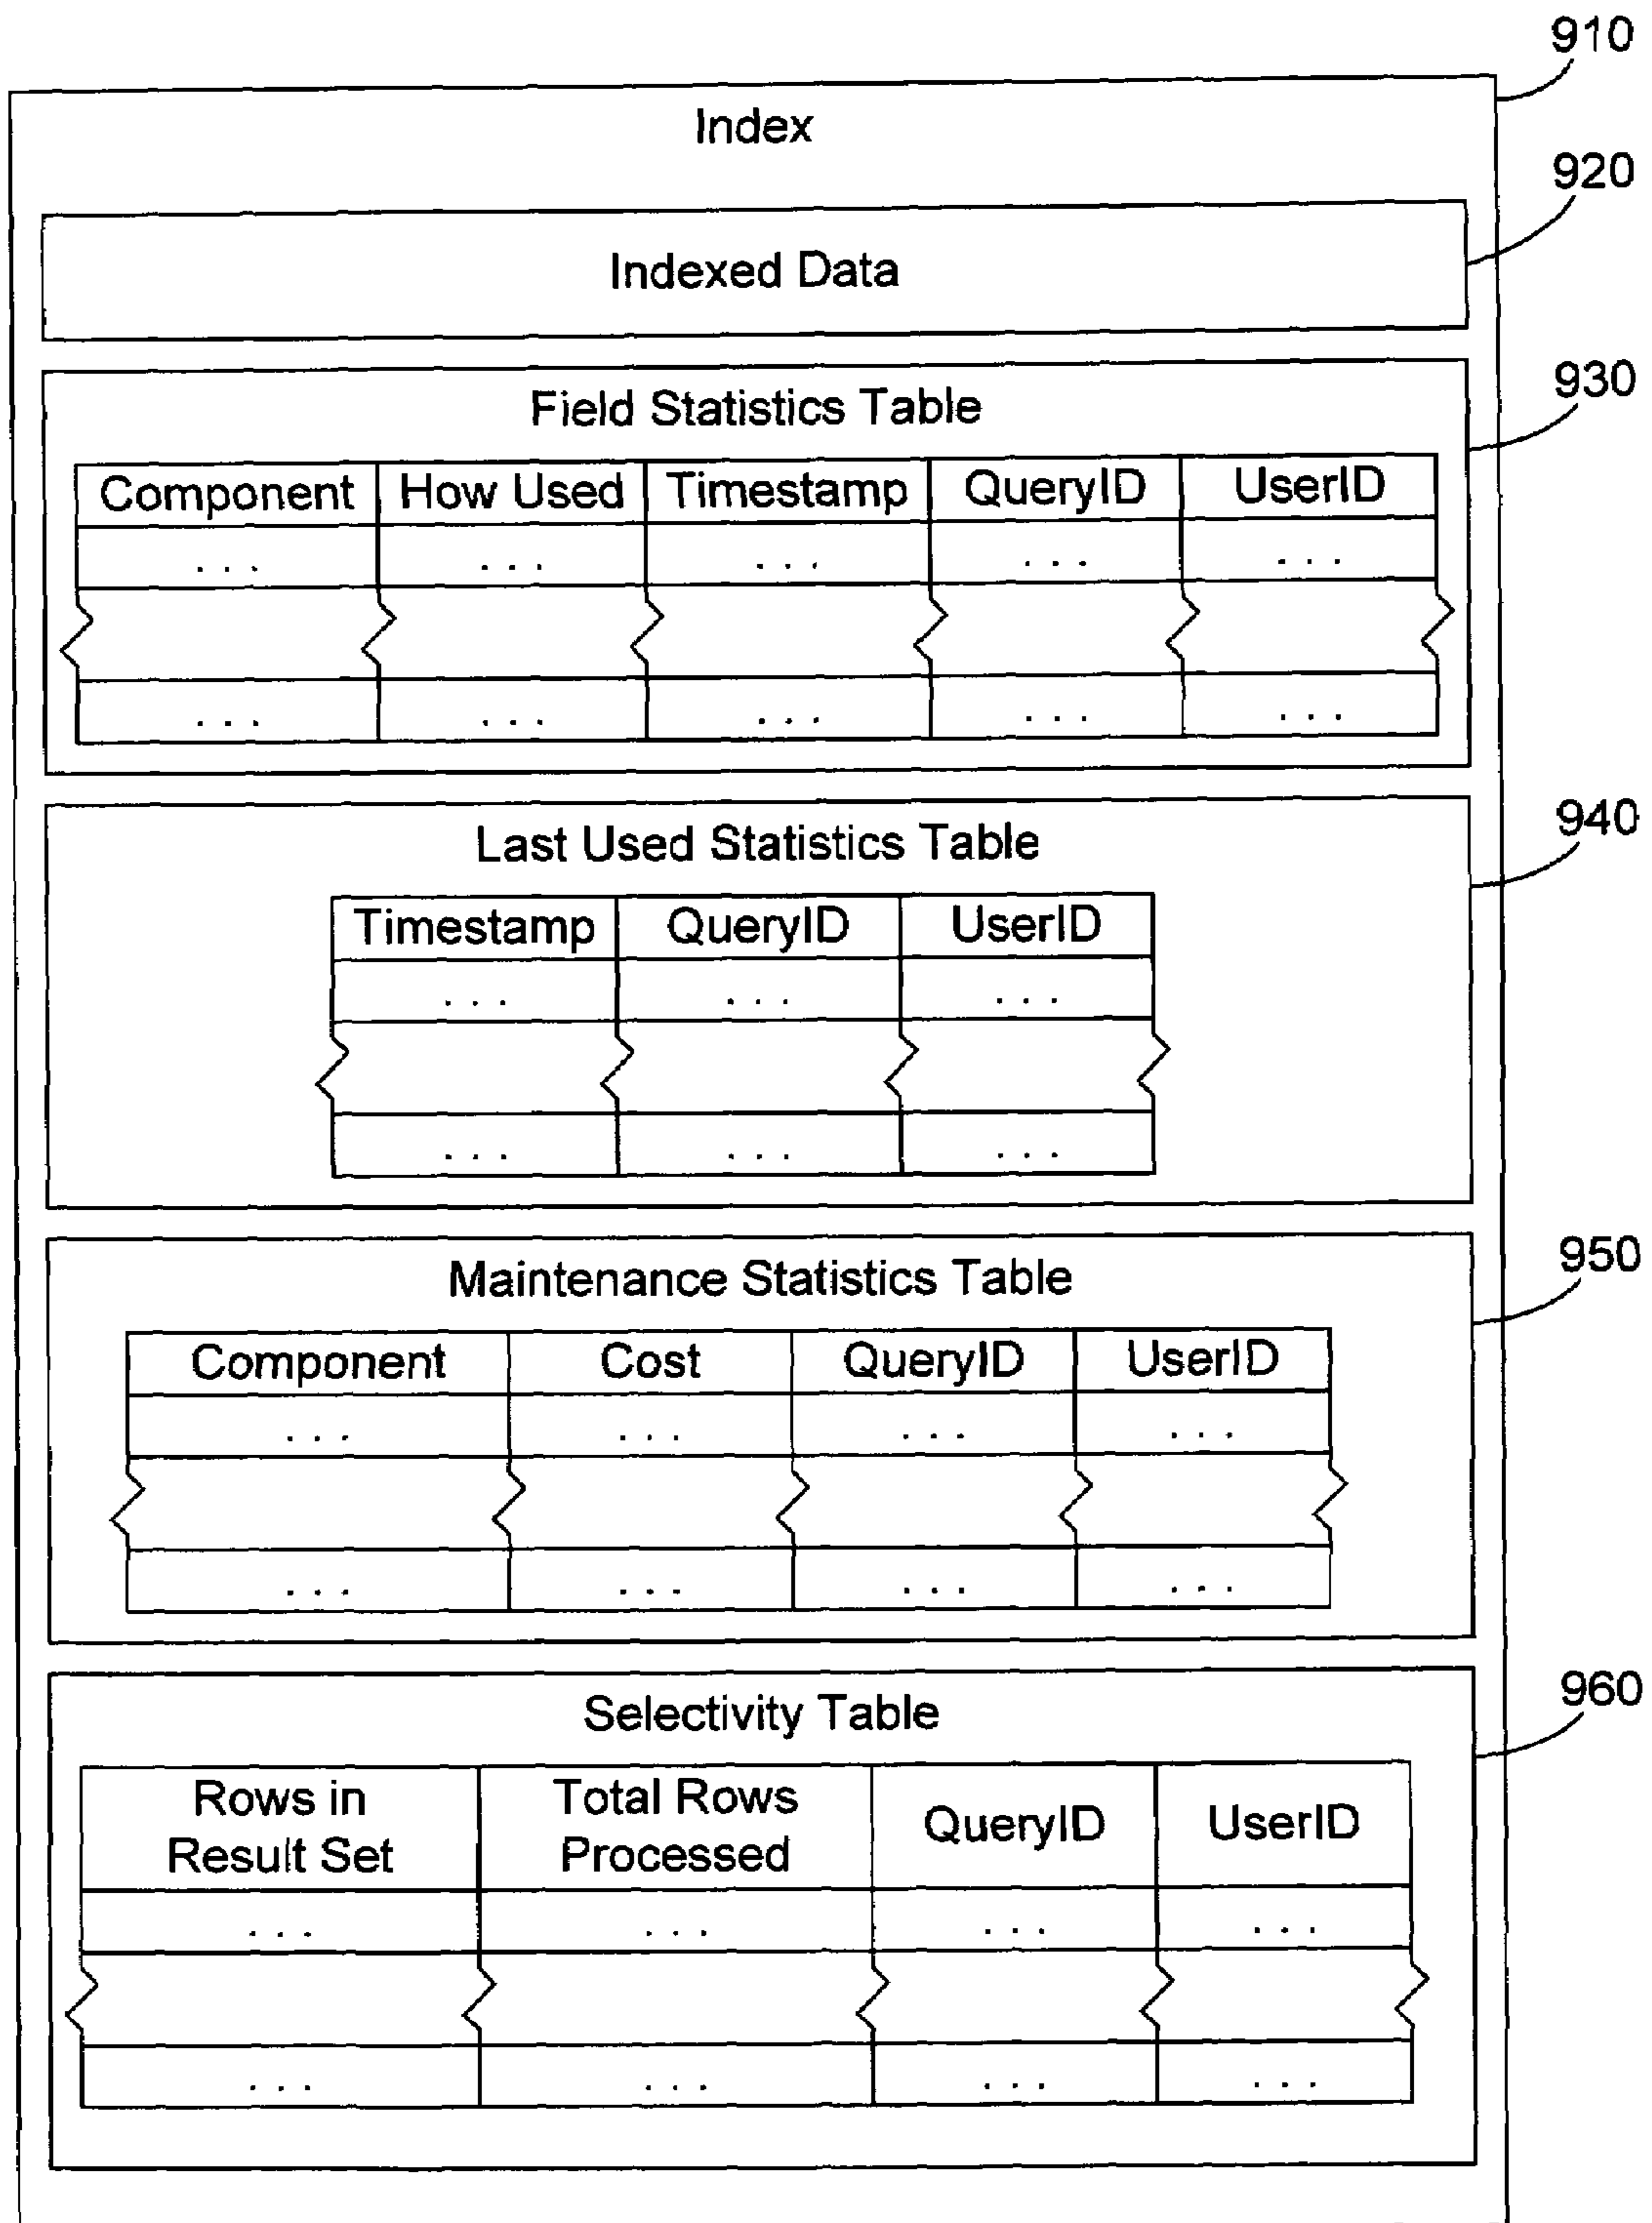 910
Index
920
Indexed Data
930
Field Statistics Table
Component How Used Timestamp QueryID UserID
... ... ... ... ...
... ... ... ... ...
940
Last Used Statistics Table
Timestamp QueryID UserID
... ... ...
... ... ...
950
Maintenance Statistics Table
Component Cost QueryID UserID
... ... ... ...
... ... ... ...
960
Selectivity Table
Rows in Result Set Total Rows Processed QueryID UserID
... ... ... ...
... ... ... ...